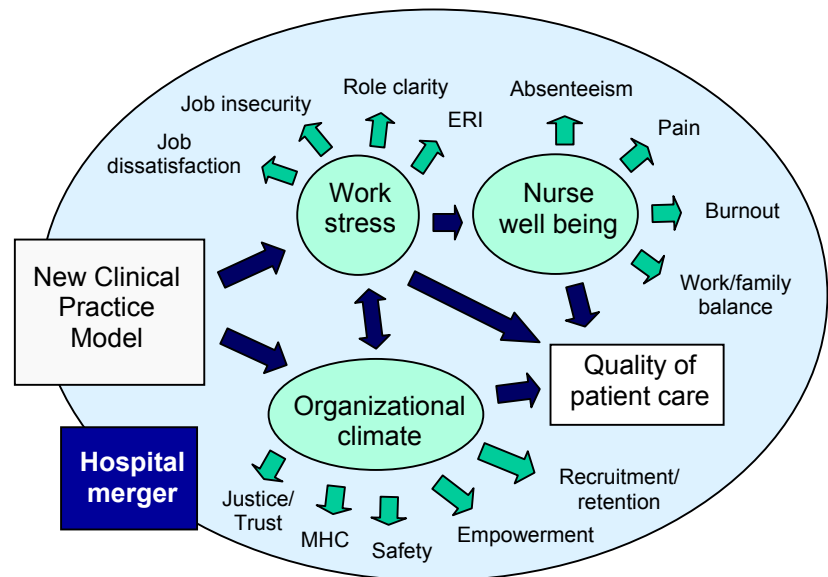 Role clarity
Absenteeism
Job insecurity
ERI
Pain
Job
dissatisfaction
Work
stress
Nurse
well being
Burnout
New Clinical
Practice
Model
Work/family
balance
Quality of
patient care
Organizational
climate
Hospital
merger
Justice/
Trust
MHC
Safety
Empowerment
Recruitment/
retention